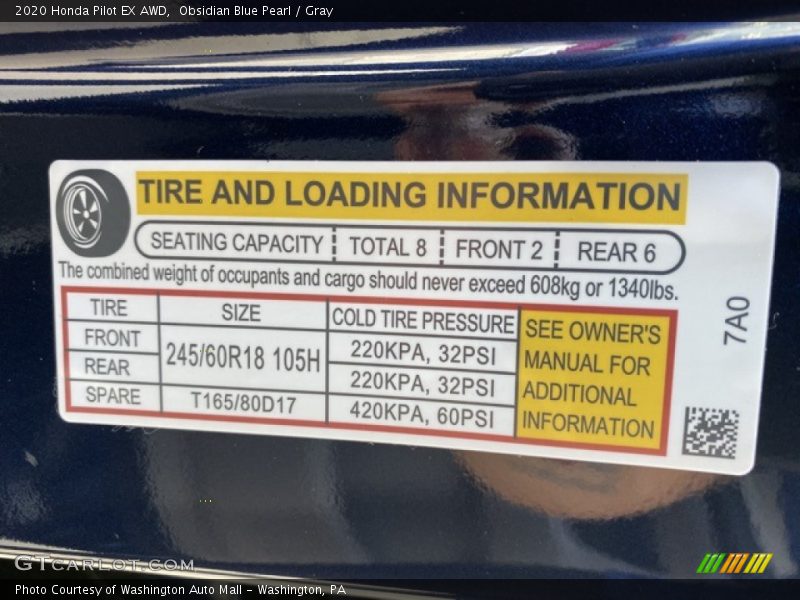 2020 Honda Pilot EX AWD, Obsidian Blue Pearl / Gray
TIRE AND LOADING INFORMATION
SEATING CAPACITY TOTAL 8 FRONT 2 REAR 6
The combined weight of occupants and cargo should never exceed 608kg or 1340lbs.
TIRE SIZE COLD TIRE PRESSURE
FRONT 245/60R18 105H 220KPA, 32PSI
REAR 220KPA, 32PSI
SPARE T165/80D17 420KPA, 60PSI
SEE OWNER'S
MANUAL FOR
ADDITIONAL
INFORMATION
7A0
GTCARLOT.COM
Photo Courtesy of Washington Auto Mall - Washington, PA